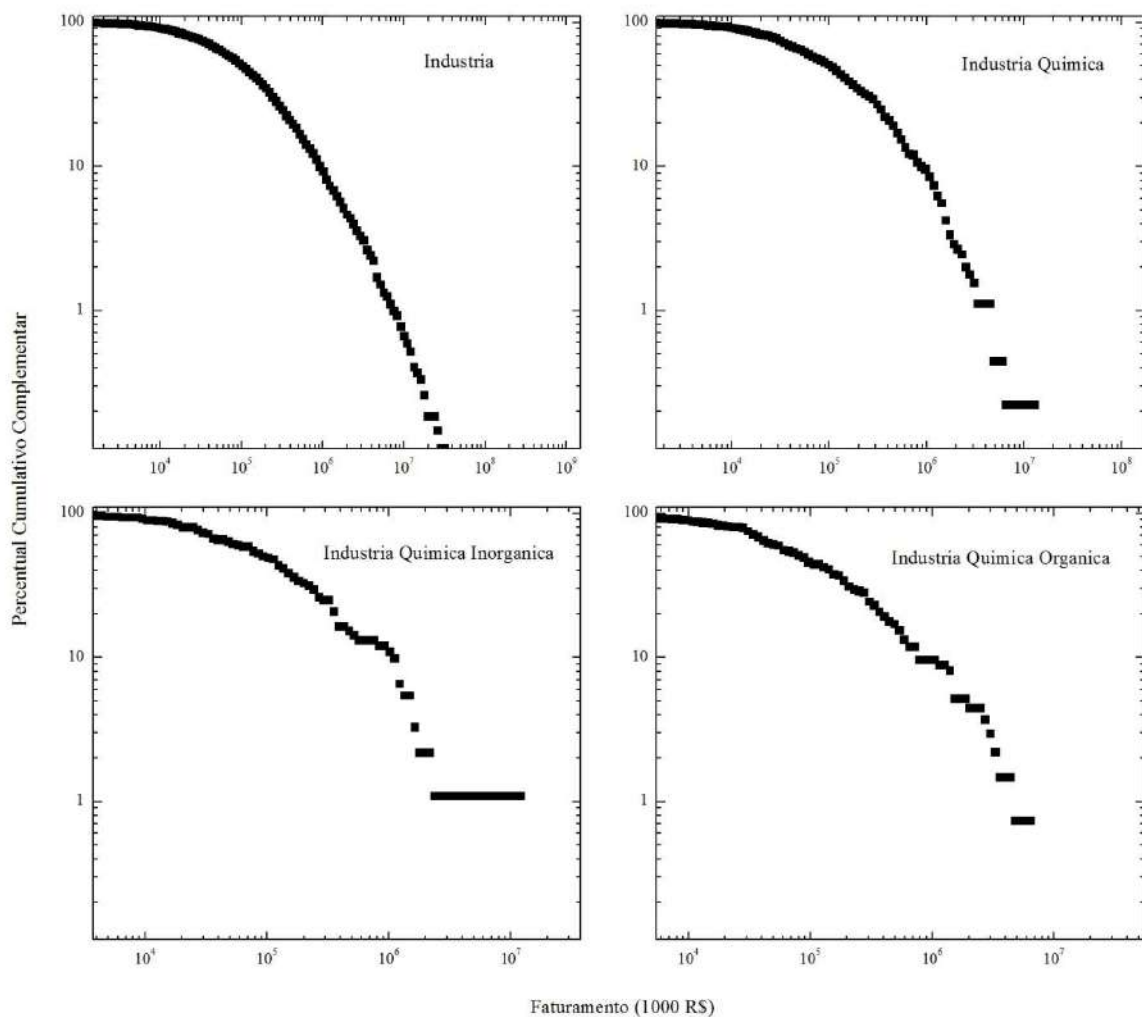 Percentual Cumulativo Complementar
100
10
1
Industria
10⁴ 10⁵ 10⁶ 10⁷ 10⁸ 10⁹
100
10
1
Industria Quimica
10⁴ 10⁵ 10⁶ 10⁷ 10⁸
100
10
1
Industria Quimica Inorganica
10⁴ 10⁵ 10⁶ 10⁷
100
10
1
Industria Quimica Organica
10⁴ 10⁵ 10⁶ 10⁷
Faturamento (1000 R$)